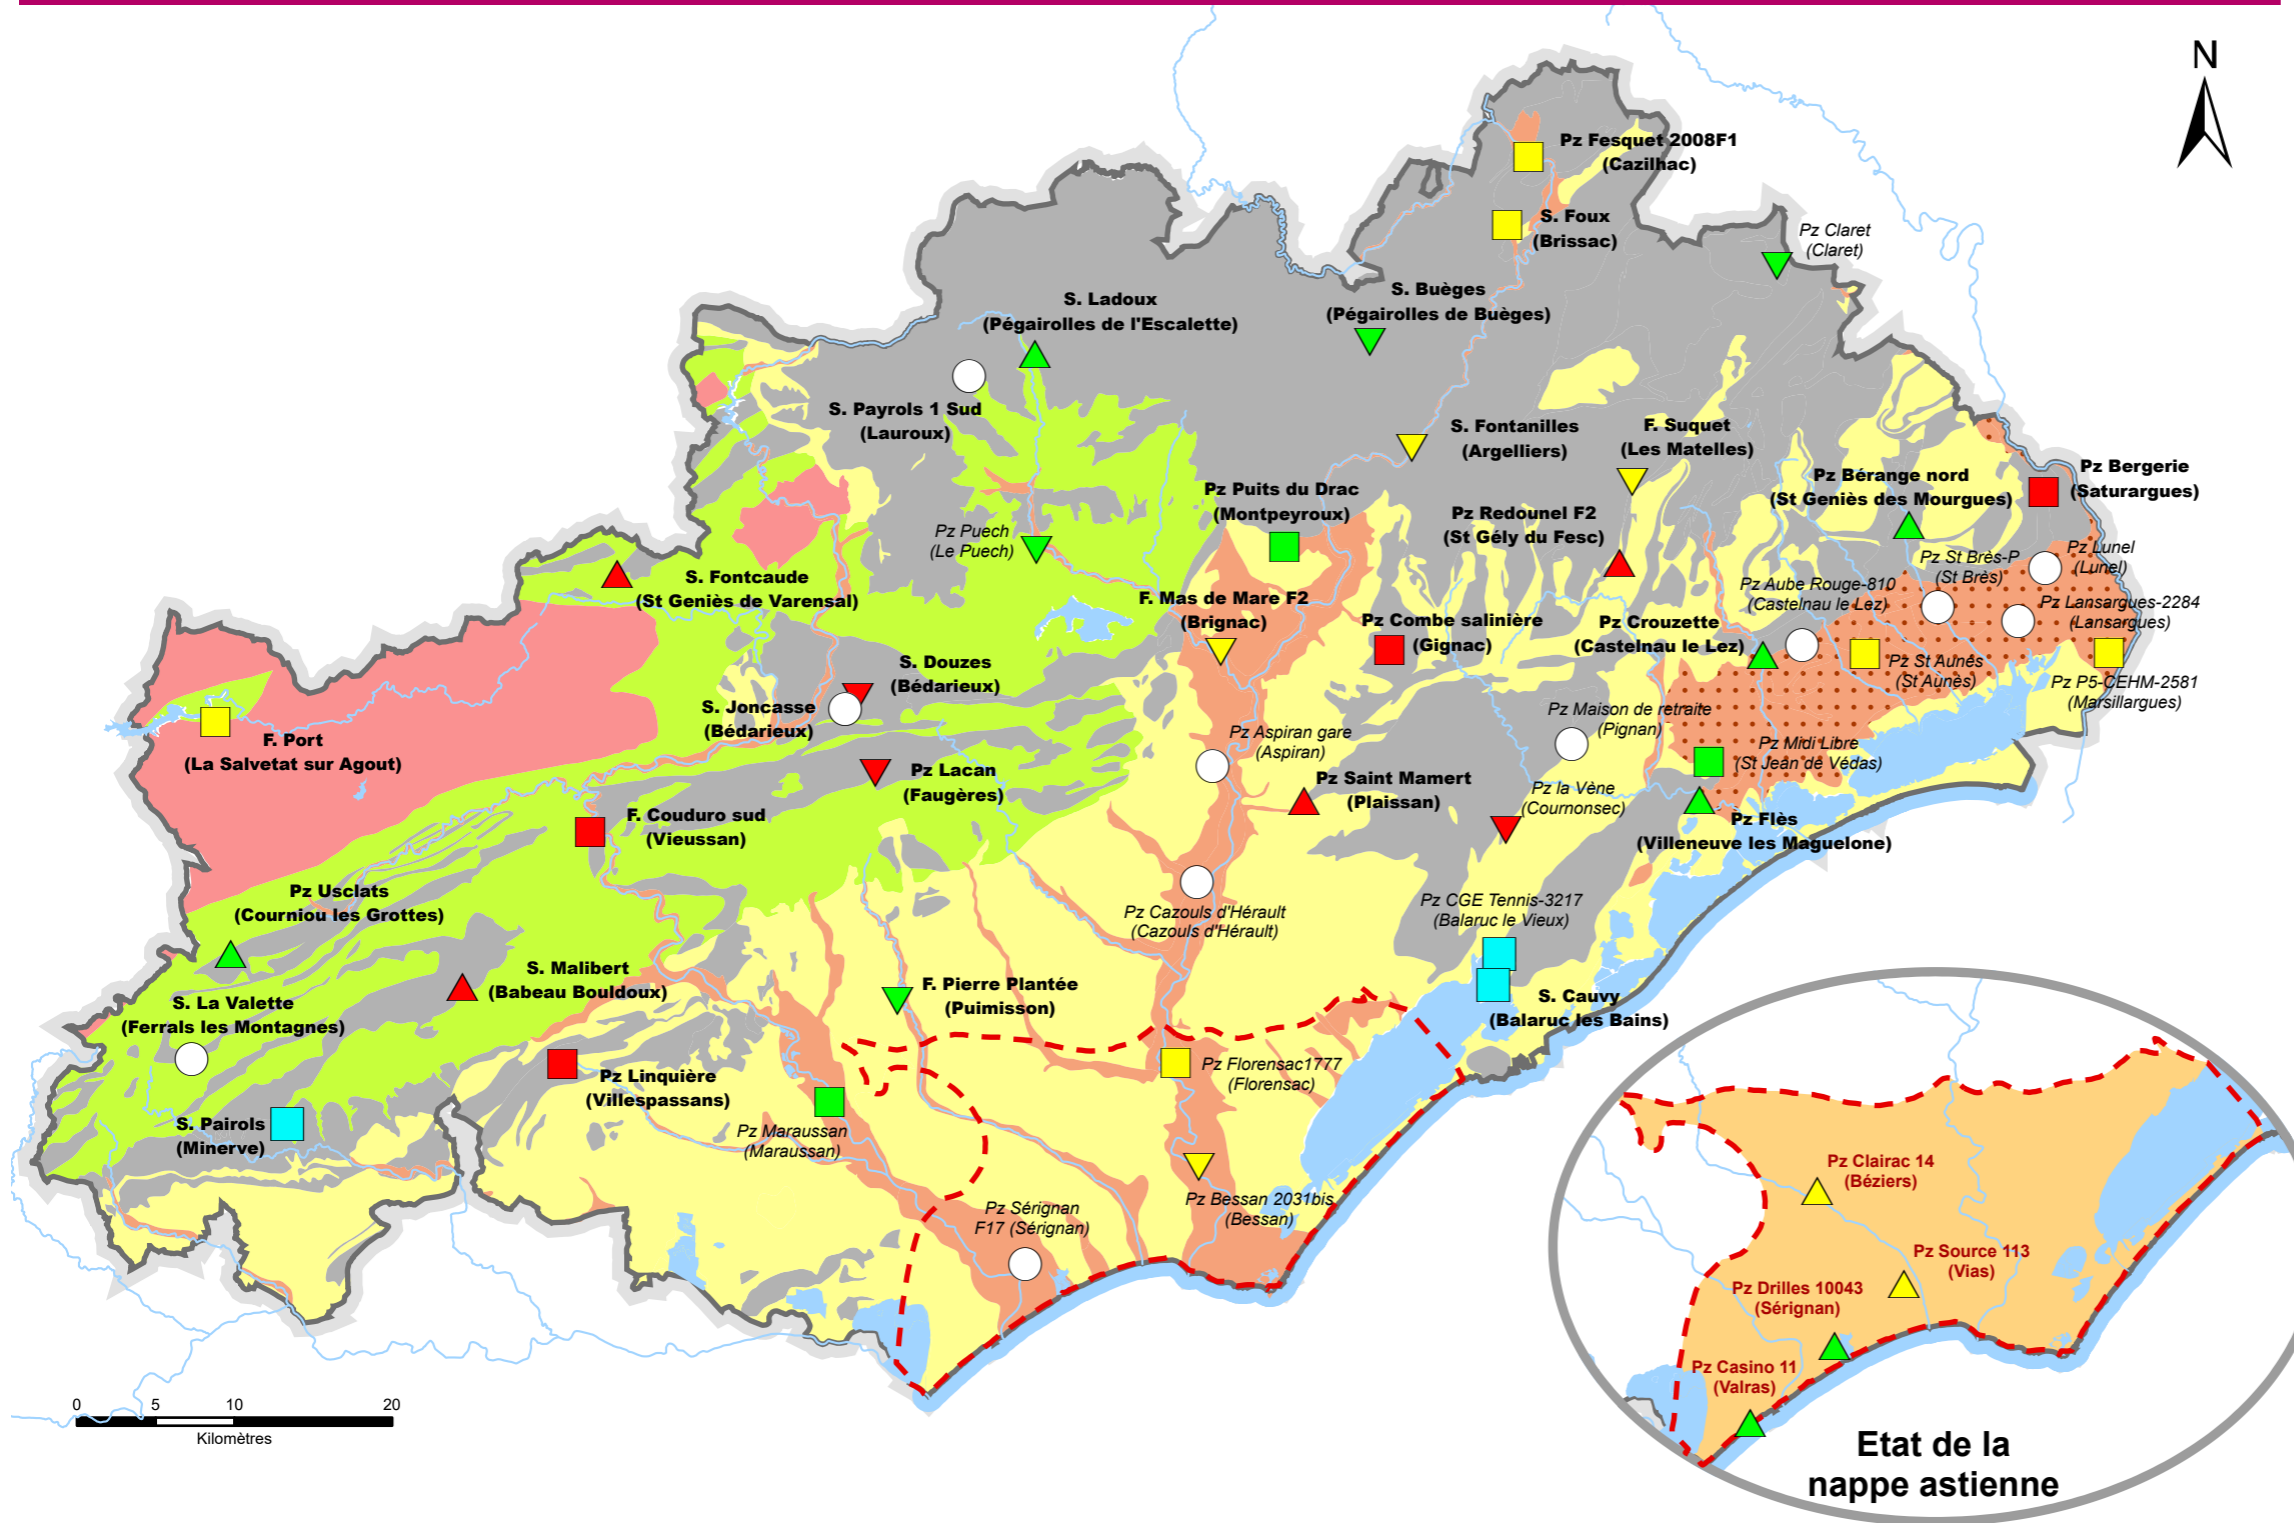 N
Pz Fesquet 2008F1
(Cazilhac)
S. Foux
(Brissac)
Pz Claret
(Claret)
S. Ladoux
(Pégairolles de l'Escalette)
S. Buèges
(Pégairolles de Buèges)
S. Payrols 1 Sud
(Lauroux)
S. Fontanilles
(Argelliers)
F. Suquet
(Les Matelles)
Pz Bérange nord
(St Geniès des Mourgues)
Pz Bergerie
(Saturargues)
Pz Puits du Drac
(Montpeyroux)
Pz Redounel F2
(St Gély du Fesc)
Pz Puech
(Le Puech)
Pz St Brès-P
(St Brès)
Pz Lunel
(Lunel)
S. Fontcaude
(St Geniès de Varensal)
Pz Aube Rouge-810
(Castelnau le Lez)
F. Mas de Mare F2
(Brignac)
Pz Lansargues-2284
(Lansargues)
Pz Combe salinière
(Gignac)
Pz Crouzette
(Castelnau le Lez)
S. Douzes
(Bédarieux)
Pz St Aunés
(St Aunès)
Pz P5-CEHM-2581
(Marsillargues)
S. Joncasse
(Bédarieux)
Pz Maison de retraite
(Pignan)
F. Port
(La Salvetat sur Agout)
Pz Aspiran gare
(Aspiran)
Pz Midi Libre
(St Jean de Védas)
Pz Lacan
(Faugères)
Pz Saint Mamert
(Plaissan)
Pz la Vène
(Cournonsec)
F. Couduro sud
(Vieussan)
Pz Flès
(Villeneuve les Maguelone)
Pz Usclats
(Courniou les Grottes)
Pz Cazouls d'Hérault
(Cazouls d'Hérault)
Pz CGE Tennis-3217
(Balaruc le Vieux)
S. Malibert
(Babeau Bouldoux)
F. Pierre Plantée
(Puimisson)
S. La Valette
(Ferrals les Montagnes)
S. Cauvy
(Balaruc les Bains)
Pz Florensac1777
(Florensac)
Pz Linquière
(Villespassans)
S. Pairols
(Minerve)
Pz Maraussan
(Maraussan)
Pz Sérignan
F17 (Sérignan)
Pz Bessan 2031bis
(Bessan)
Pz Clairac 14
(Béziers)
Pz Source 113
(Vias)
Pz Drilles 10043
(Sérignan)
Pz Casino 11
(Valras)
0 5 10 20
Kilomètres
Etat de la
nappe astienne